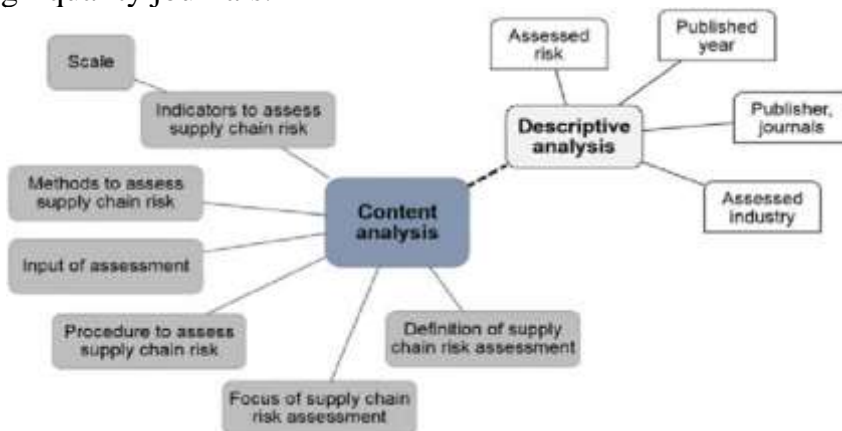 quality journals.
Scale
Indicators to assess
supply chain risk
Methods to assess
supply chain risk
Input of assessment
Procedure to assess
supply chain risk
Focus of supply chain
risk assessment
Definition of supply
chain risk assessment
Content
analysis
Descriptive
analysis
Assessed
risk
Published
year
Publisher,
journals
Assessed
industry